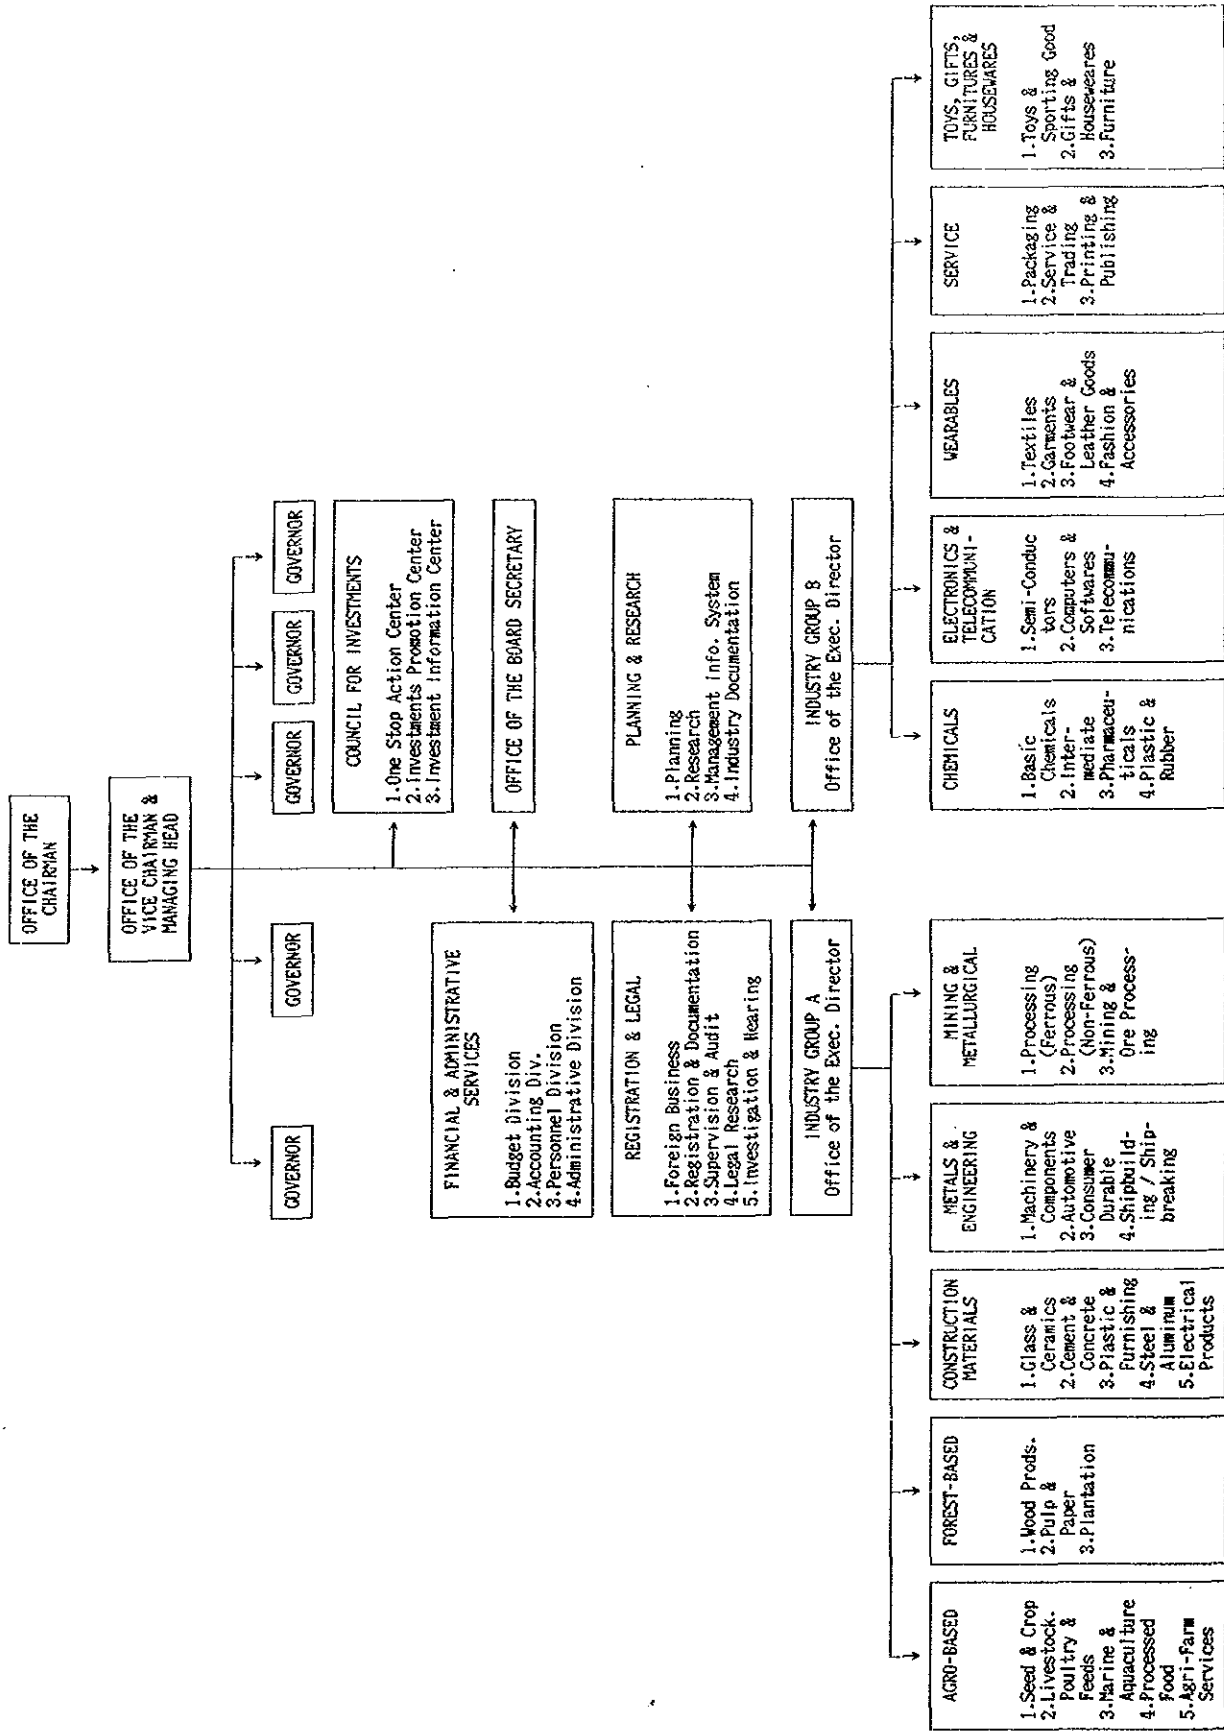 OFFICE OF THE
CHAIRMAN
OFFICE OF THE
VICE CHAIRMAN &
MANAGING HEAD
GOVERNOR
GOVERNOR
GOVERNOR
GOVERNOR
GOVERNOR
COUNCIL FOR INVESTMENTS
1.One Stop Action Center
2.Investments Promotion Center
3.Investment Information Center
FINANCIAL & ADMINISTRATIVE
SERVICES
1.Budget Division
2.Accounting Div.
3.Personnel Division
4.Administrative Division
OFFICE OF THE BOARD SECRETARY
REGISTRATION & LEGAL
1.Foreign Business
2.Registration & Documentation
3.Supervision & Audit
4.Legal Research
5.Investigation & Hearing
PLANNING & RESEARCH
1.Planning
2.Research
3.Management Info. System
4.Industry Documentation
INDUSTRY GROUP A
Office of the Exec. Director
INDUSTRY GROUP B
Office of the Exec. Director
AGRO-BASED
1.Seed & Crop
2.Livestock.
Poultry &
Feeds
3.Marine &
Aquaculture
4.Processed
Food
5.Agri-Farm
Services
FOREST-BASED
1.Wood Prods.
2.Pulp &
Paper
3.Plantation
CONSTRUCTION
MATERIALS
1.Glass &
Ceramics
2.Cement &
Concrete
3.Plastic &
Furnishing
4.Steel &
Aluminum
5.Electrical
Products
METALS &
ENGINEERING
1.Machinery &
Components
2.Automotive
3.Consumer
Durable
4.Shipbuild-
ing / Ship-
breaking
MINING &
METALLURGICAL
1.Processing
(Ferrous)
2.Processing
(Non-Ferrous)
3.Mining &
Ore Process-
ing
CHEMICALS
1.Basic
Chemicals
2.Inter-
mediate
3.Pharmaceu-
ticals
4.Plastic &
Rubber
ELECTRONICS &
TELECOMMUNI-
CATION
1.Semi-Conduc
tors
2.Computers &
Softwares
3.Telecommu-
nications
WEARABLES
1.Textiles
2.Garments
3.Footwear &
Leather Goods
4.Fashion &
Accessories
SERVICE
1.Packaging
2.Service &
Trading
3.Printing &
Publishing
TOYS, GIFTS,
FURNITURES &
HOUSEWARES
1.Toys &
Sporting Good
2.Gifts &
Houseweares
3.Furniture